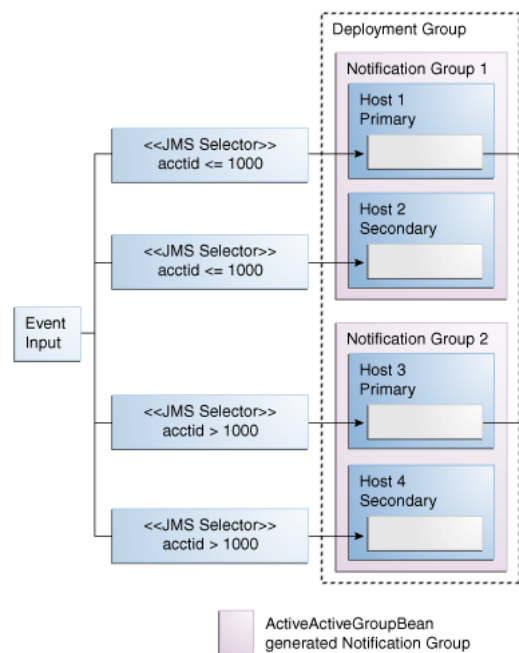 Deployment Group
Notification Group 1
Host 1
Primary
<<JMS Selector>>
acctid <= 1000
Host 2
Secondary
<<JMS Selector>>
acctid <= 1000
Event
Input
Notification Group 2
Host 3
Primary
<<JMS Selector>>
acctid > 1000
Host 4
Secondary
<<JMS Selector>>
acctid > 1000
ActiveActiveGroupBean
generated Notification Group